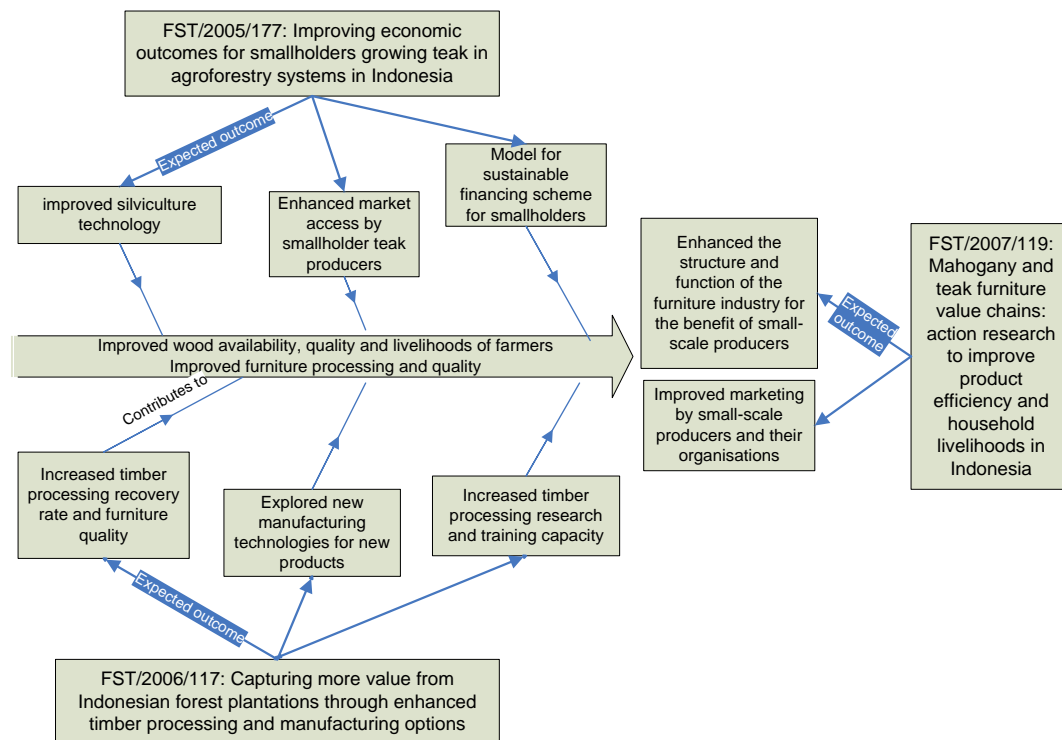 FST/2005/177: Improving economic
outcomes for smallholders growing teak in
agroforestry systems in Indonesia
Expected outcome
improved silviculture
technology
Enhanced market
access by
smallholder teak
producers
Model for
sustainable
financing scheme
for smallholders
Enhanced the
structure and
function of the
furniture industry for
the benefit of small-
scale producers
Expected
outcome
FST/2007/119:
Mahogany and
teak furniture
value chains:
action research
to improve
product
efficiency and
household
livelihoods in
Indonesia
Improved wood availability, quality and livelihoods of farmers
Improved furniture processing and quality
Contributes to
Improved marketing
by small-scale
producers and their
organisations
Increased timber
processing recovery
rate and furniture
quality
Explored new
manufacturing
technologies for new
products
Increased timber
processing research
and training capacity
Expected outcome
FST/2006/117: Capturing more value from
Indonesian forest plantations through enhanced
timber processing and manufacturing options